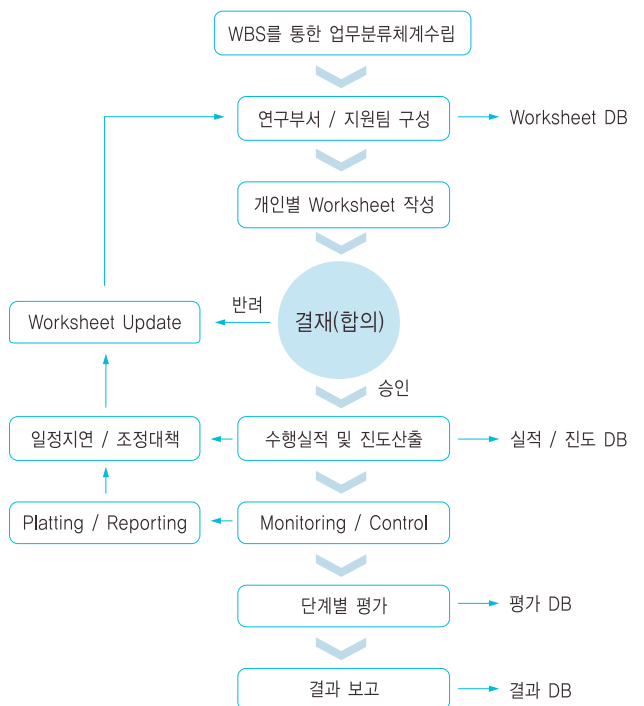 WBS를 통한 업무분류체계수립
연구부서 / 지원팀 구성
Worksheet DB
개인별 Worksheet 작성
반려
결재(합의)
Worksheet Update
승인
일정지연 / 조정대책
수행실적 및 진도산출
실적 / 진도 DB
Platting / Reporting
Monitoring / Control
단계별 평가
평가 DB
결과 보고
결과 DB